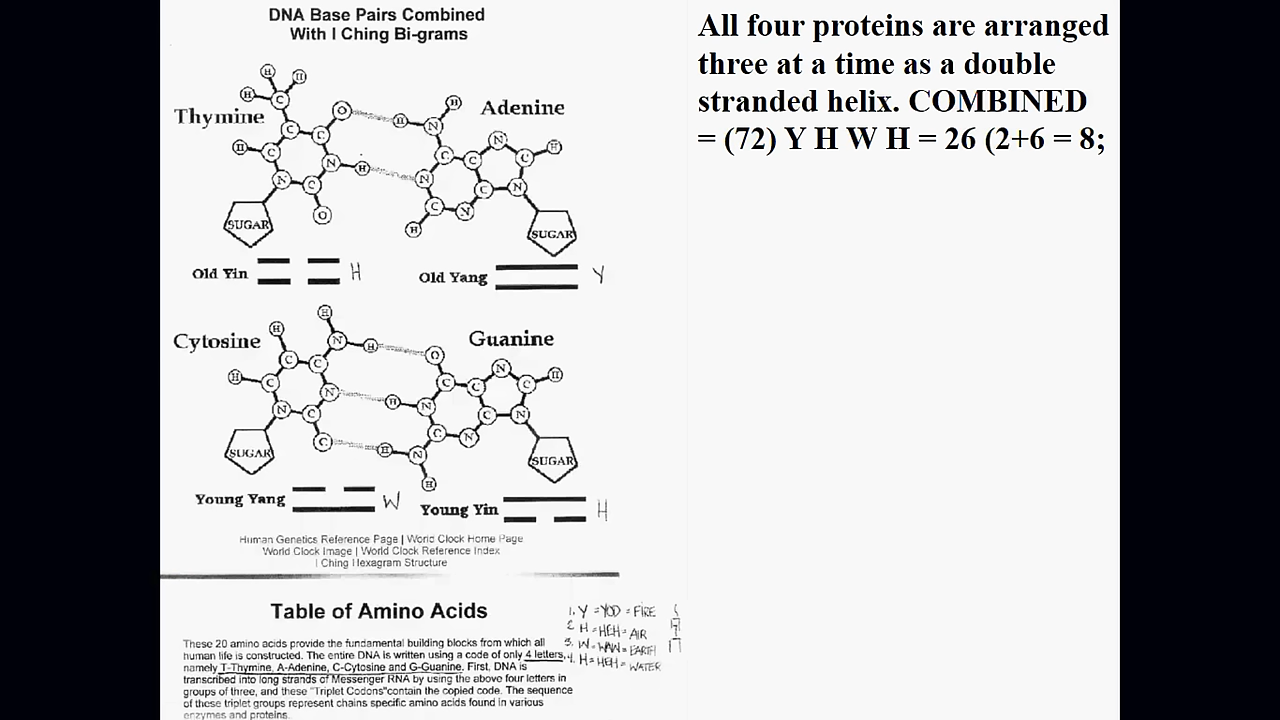 DNA Base Pairs Combined
With I Ching Bi-grams
Thymine
Adenine
H
H
H
C
O
H
H
N
C
C
H
C
N
H
N
C
O
C
C
N
C
H
N
C
N
C
N
H
SUGAR
SUGAR
Old Yin
H
Old Yang
Y
Cytosine
Guanine
H
H
N
H
C
C
H
C
N
N
C
C
O
N
C
C
C
H
H
N
C
N
C
N
H
N
H
SUGAR
SUGAR
Young Yang
W
Young Yin
H
Human Genetics Reference Page | World Clock Home Page
World Clock Image | World Clock Reference Index
I Ching Hexagram Structure
Table of Amino Acids
These 20 amino acids provide the fundamental building blocks from which all
human life is constructed. The entire DNA is written using a code of only 4 letters,
namely T-Thymine, A-Adenine, C-Cytosine and G-Guanine. First, DNA is
transcribed into long strands of Messenger RNA by using the above four letters in
groups of three, and these "Triplet Codons"contain the copied code. The sequence
of these triplet groups represent chains specific amino acids found in various
enzymes and proteins.
1. Y = YOD = FIRE
2. H = HEH = AIR
3. W = WAW = EARTH
4. H = HEH = WATER
All four proteins are arranged
three at a time as a double
stranded helix. COMBINED
= (72) Y H W H = 26 (2+6 = 8;